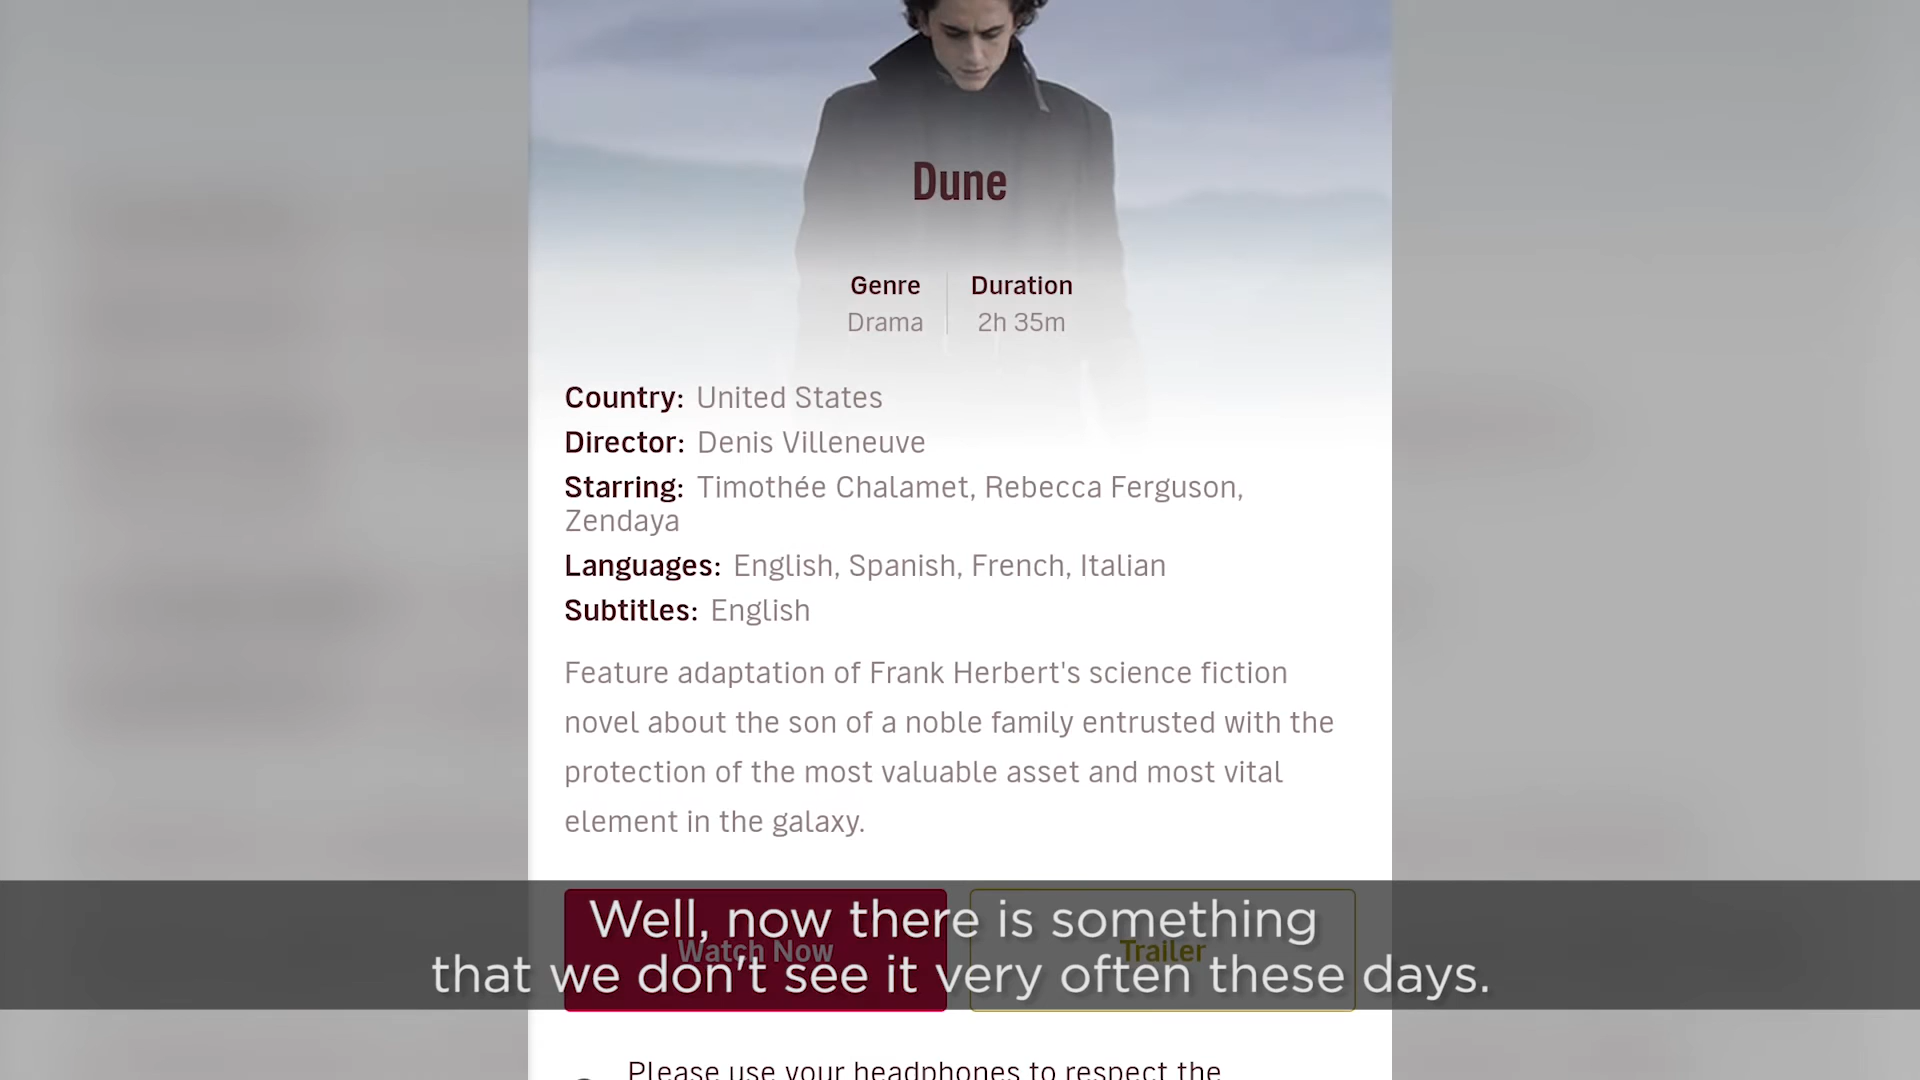 Dune
Genre
Duration
Drama
2h 35m
Country: United States
Director: Denis Villeneuve
Starring: Timothée Chalamet, Rebecca Ferguson,
Zendaya
Languages: English, Spanish, French, Italian
Subtitles: English
Feature adaptation of Frank Herbert's science fiction
novel about the son of a noble family entrusted with the
protection of the most valuable asset and most vital
element in the galaxy.
Watch Now
Trailer
Well, now there is something
that we don't see it very often these days.
Please use your headphones to respect the